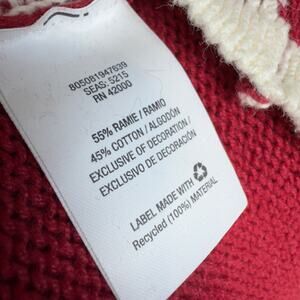 805081947639
SEAS: 5215
RN 42000
55% RAMIE / RAMIO
45% COTTON / ALGODÓN
EXCLUSIVE OF DECORATION /
EXCLUSIVO DE DECORACIÓN
LABEL MADE WITH
Recycled (100%) MATERIAL